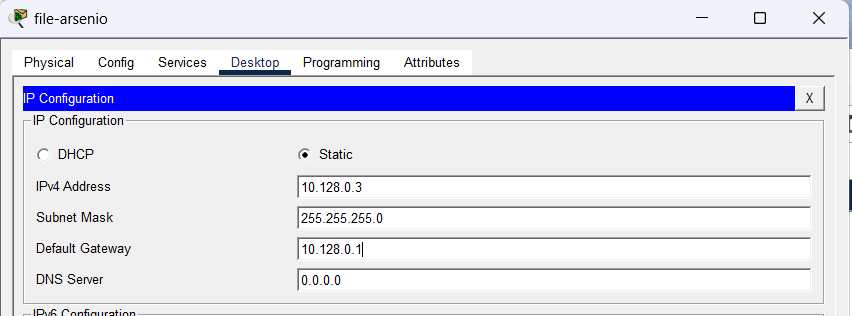 file-arsenio
Physical Config Services Desktop Programming Attributes
IP Configuration X
IP Configuration
DHCP Static
IPv4 Address 10.128.0.3
Subnet Mask 255.255.255.0
Default Gateway 10.128.0.1
DNS Server 0.0.0.0
IPv6 Configuration